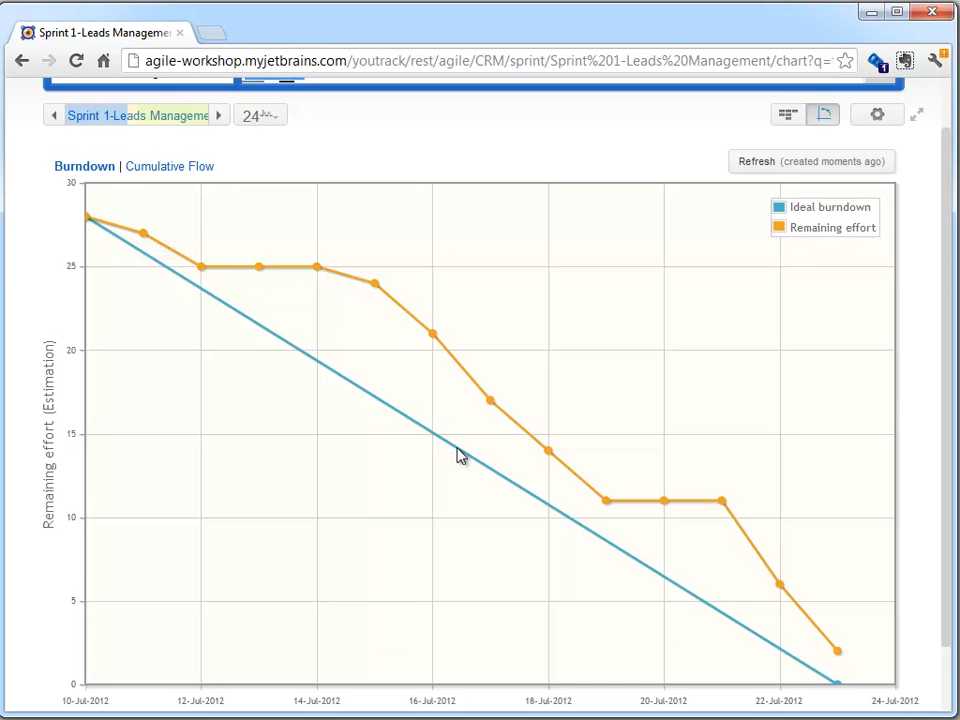 Sprint 1-Leads Manageme
agile-workshop.myjetbrains.com/youtrack/rest/agile/CRM/sprint/Sprint%201-Leads%20Management/chart?q=
1
Sprint 1-Leads Manageme
24
Burndown | Cumulative Flow
Refresh (created moments ago)
Ideal burndown
Remaining effort
Remaining effort (Estimation)
30
25
20
15
10
5
0
10-Jul-2012 12-Jul-2012 14-Jul-2012 16-Jul-2012 18-Jul-2012 20-Jul-2012 22-Jul-2012 24-Jul-2012